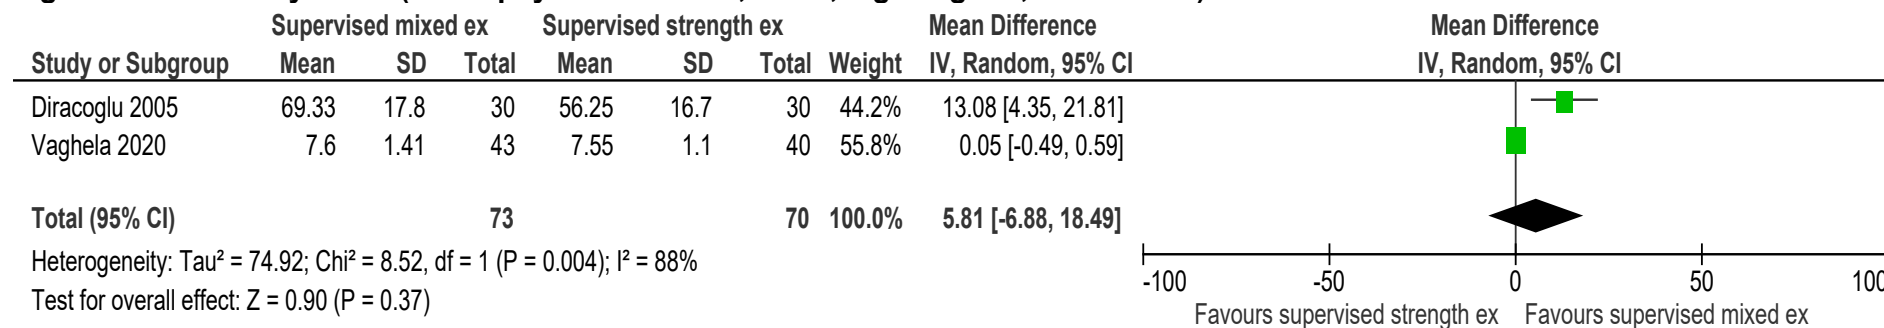 Supervised mixed ex Supervised strength ex Mean Difference Mean Difference
Study or Subgroup Mean SD Total Mean SD Total Weight IV, Random, 95% CI IV, Random, 95% CI
Diracoglu 2005 69.33 17.8 30 56.25 16.7 30 44.2% 13.08 [4.35, 21.81]
Vaghela 2020 7.6 1.41 43 7.55 1.1 40 55.8% 0.05 [-0.49, 0.59]
Total (95% CI) 73 70 100.0% 5.81 [-6.88, 18.49]
Heterogeneity: Tau² = 74.92; Chi² = 8.52, df = 1 (P = 0.004); I² = 88%
Test for overall effect: Z = 0.90 (P = 0.37)
-100 -50 0 50 100
Favours supervised strength ex Favours supervised mixed ex